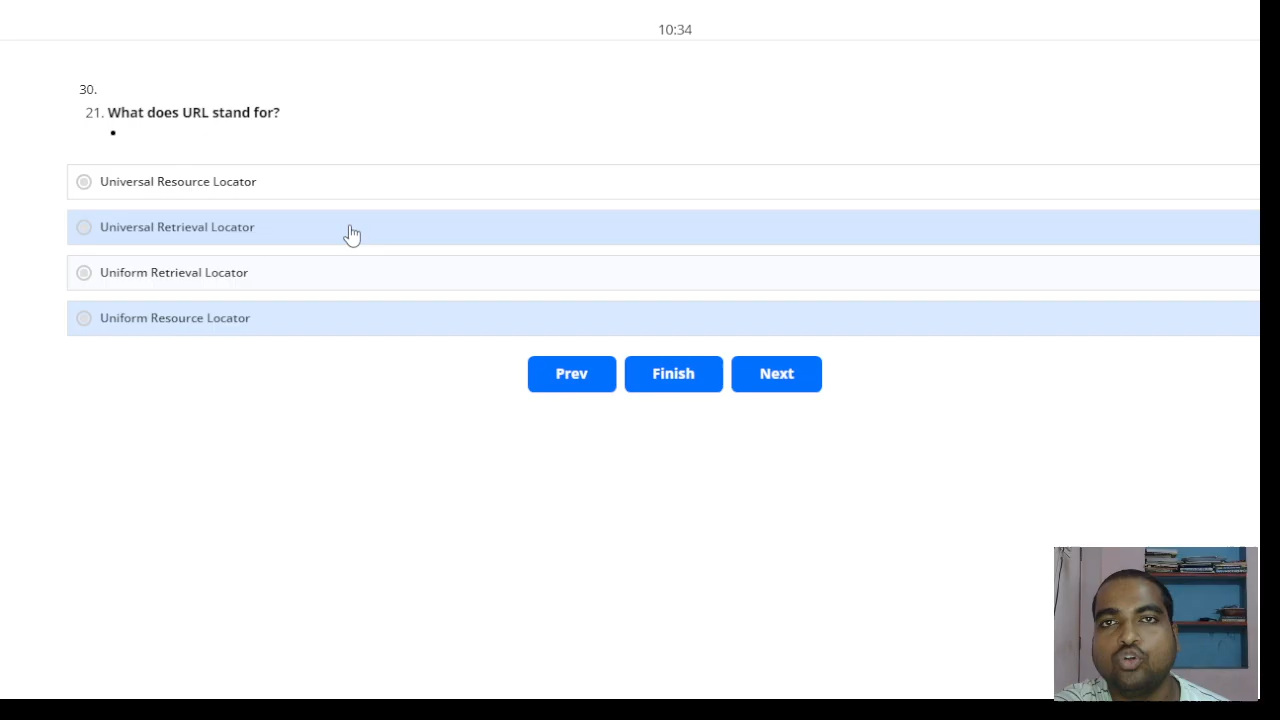 10:34
30.
21. What does URL stand for?
Universal Resource Locator
Universal Retrieval Locator
Uniform Retrieval Locator
Uniform Resource Locator
Prev Finish Next